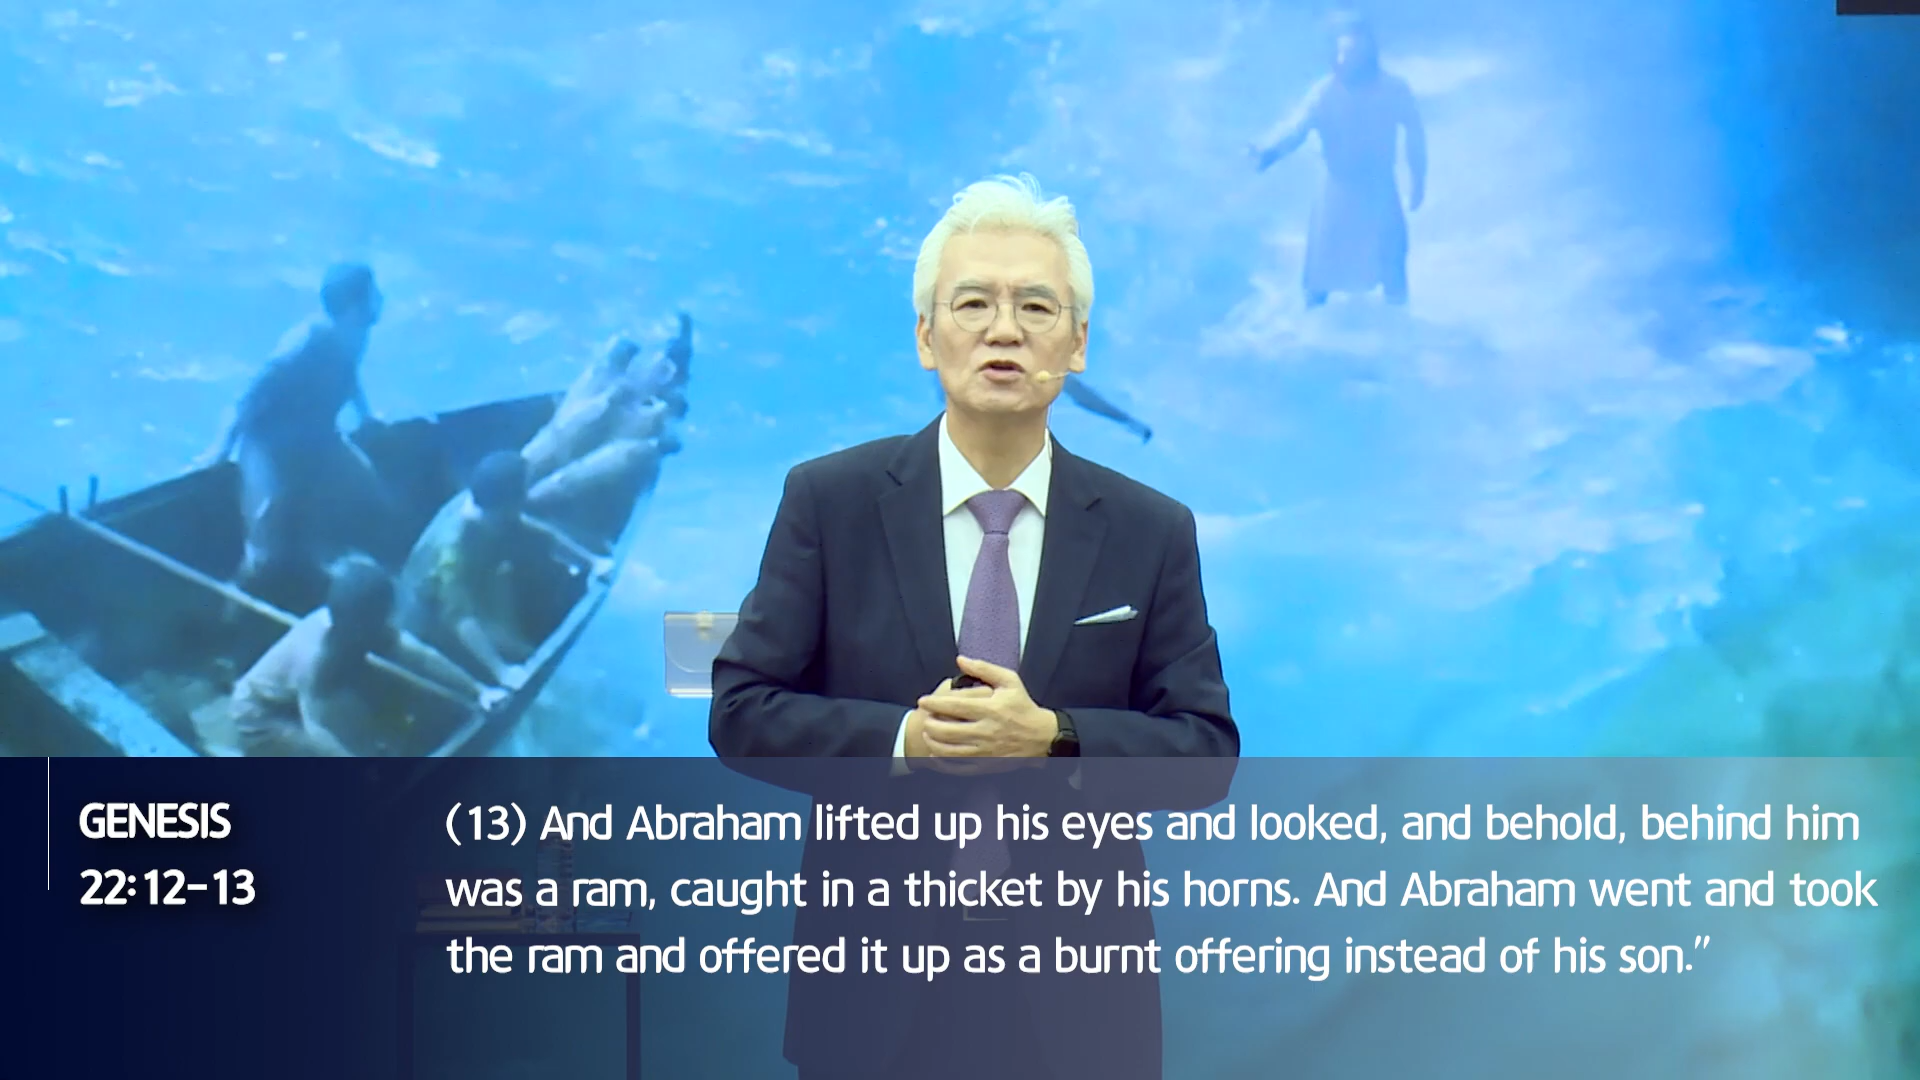 GENESIS
22:12-13
(13) And Abraham lifted up his eyes and looked, and behold, behind him
was a ram, caught in a thicket by his horns. And Abraham went and took
the ram and offered it up as a burnt offering instead of his son.”